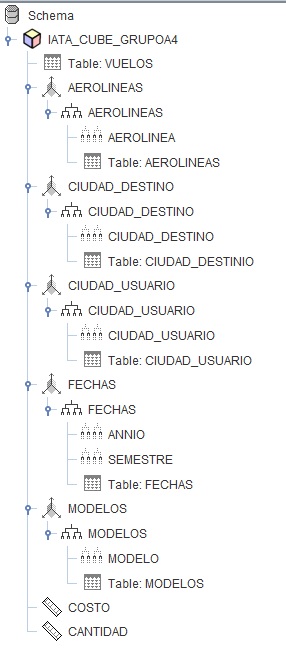 Schema
IATA_CUBE_GRUPOA4
Table: VUELOS
AEROLINEAS
AEROLINEAS
AEROLINEA
Table: AEROLINEAS
CIUDAD_DESTINO
CIUDAD_DESTINO
CIUDAD_DESTINO
Table: CIUDAD_DESTINIO
CIUDAD_USUARIO
CIUDAD_USUARIO
CIUDAD_USUARIO
Table: CIUDAD_USUARIO
FECHAS
FECHAS
ANNIO
SEMESTRE
Table: FECHAS
MODELOS
MODELOS
MODELO
Table: MODELOS
COSTO
CANTIDAD